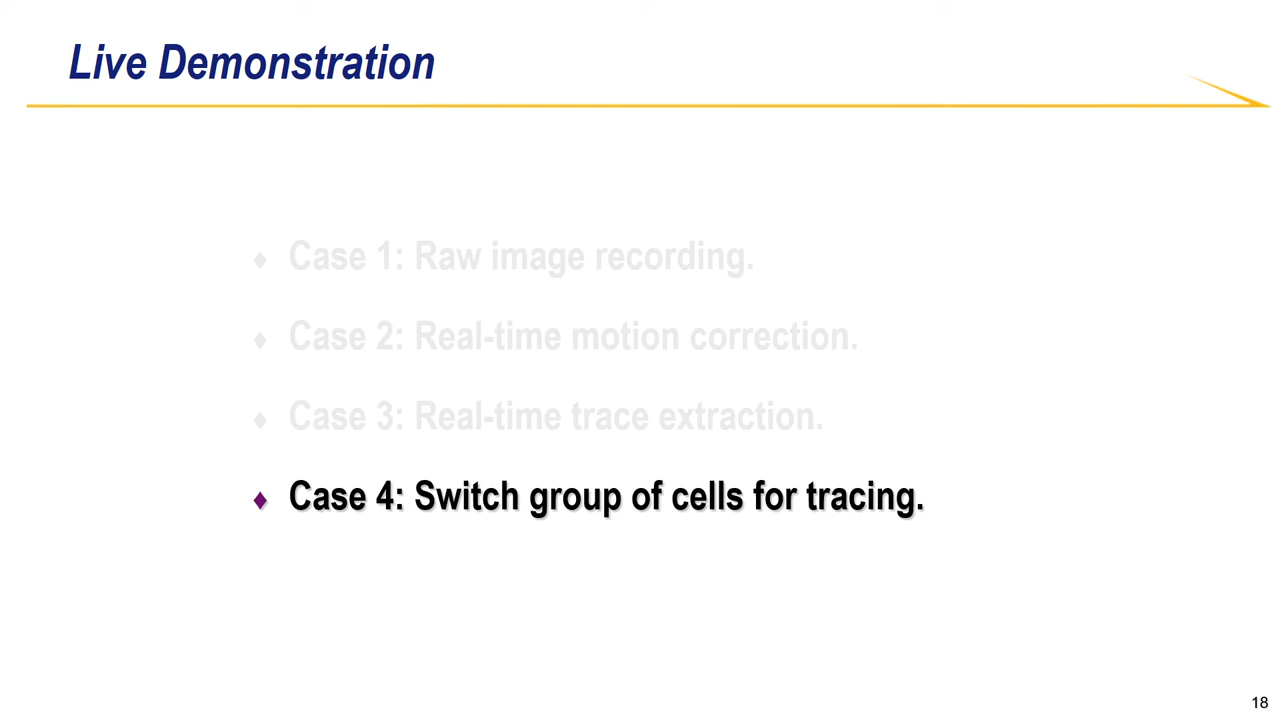 Live Demonstration
♦ Case 1: Raw image recording.
♦ Case 2: Real-time motion correction.
♦ Case 3: Real-time trace extraction.
♦ Case 4: Switch group of cells for tracing.
18